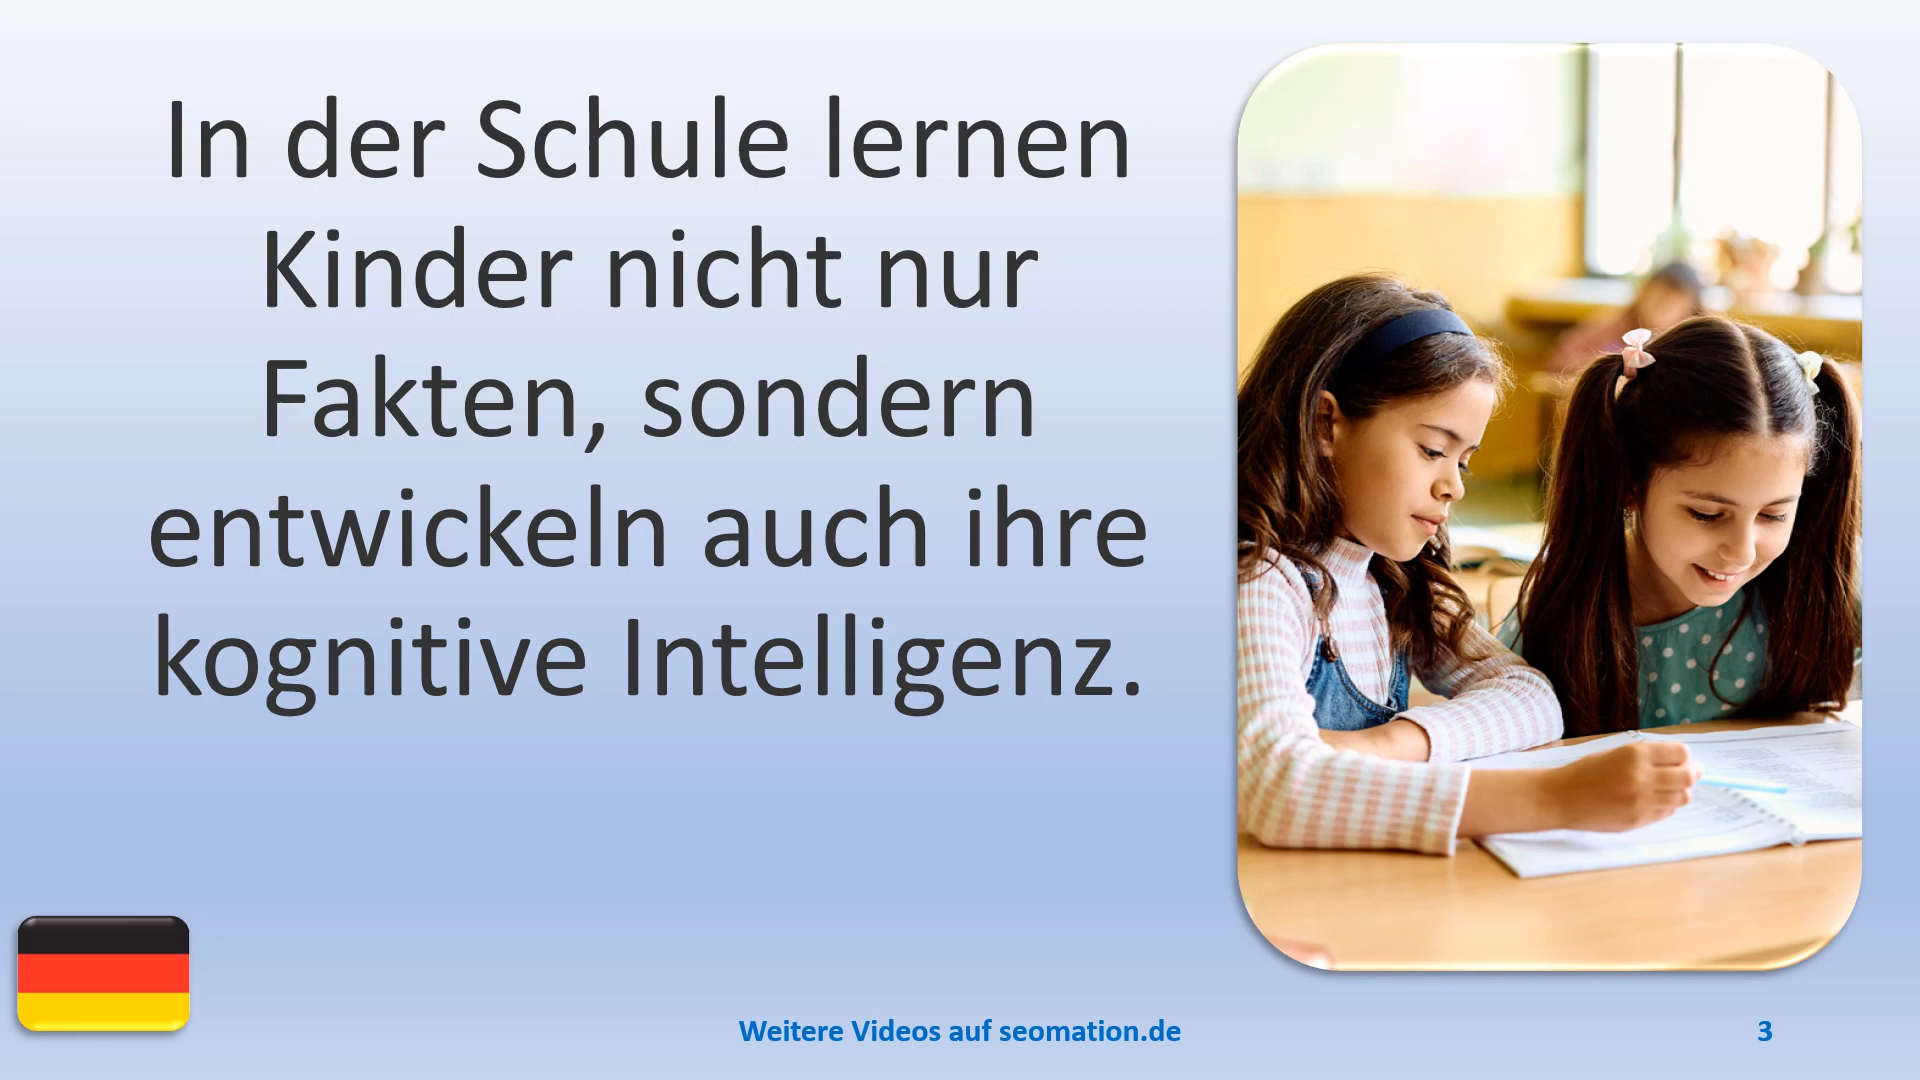 In der Schule lernen
Kinder nicht nur
Fakten, sondern
entwickeln auch ihre
kognitive Intelligenz.
Weitere Videos auf seomation.de
3